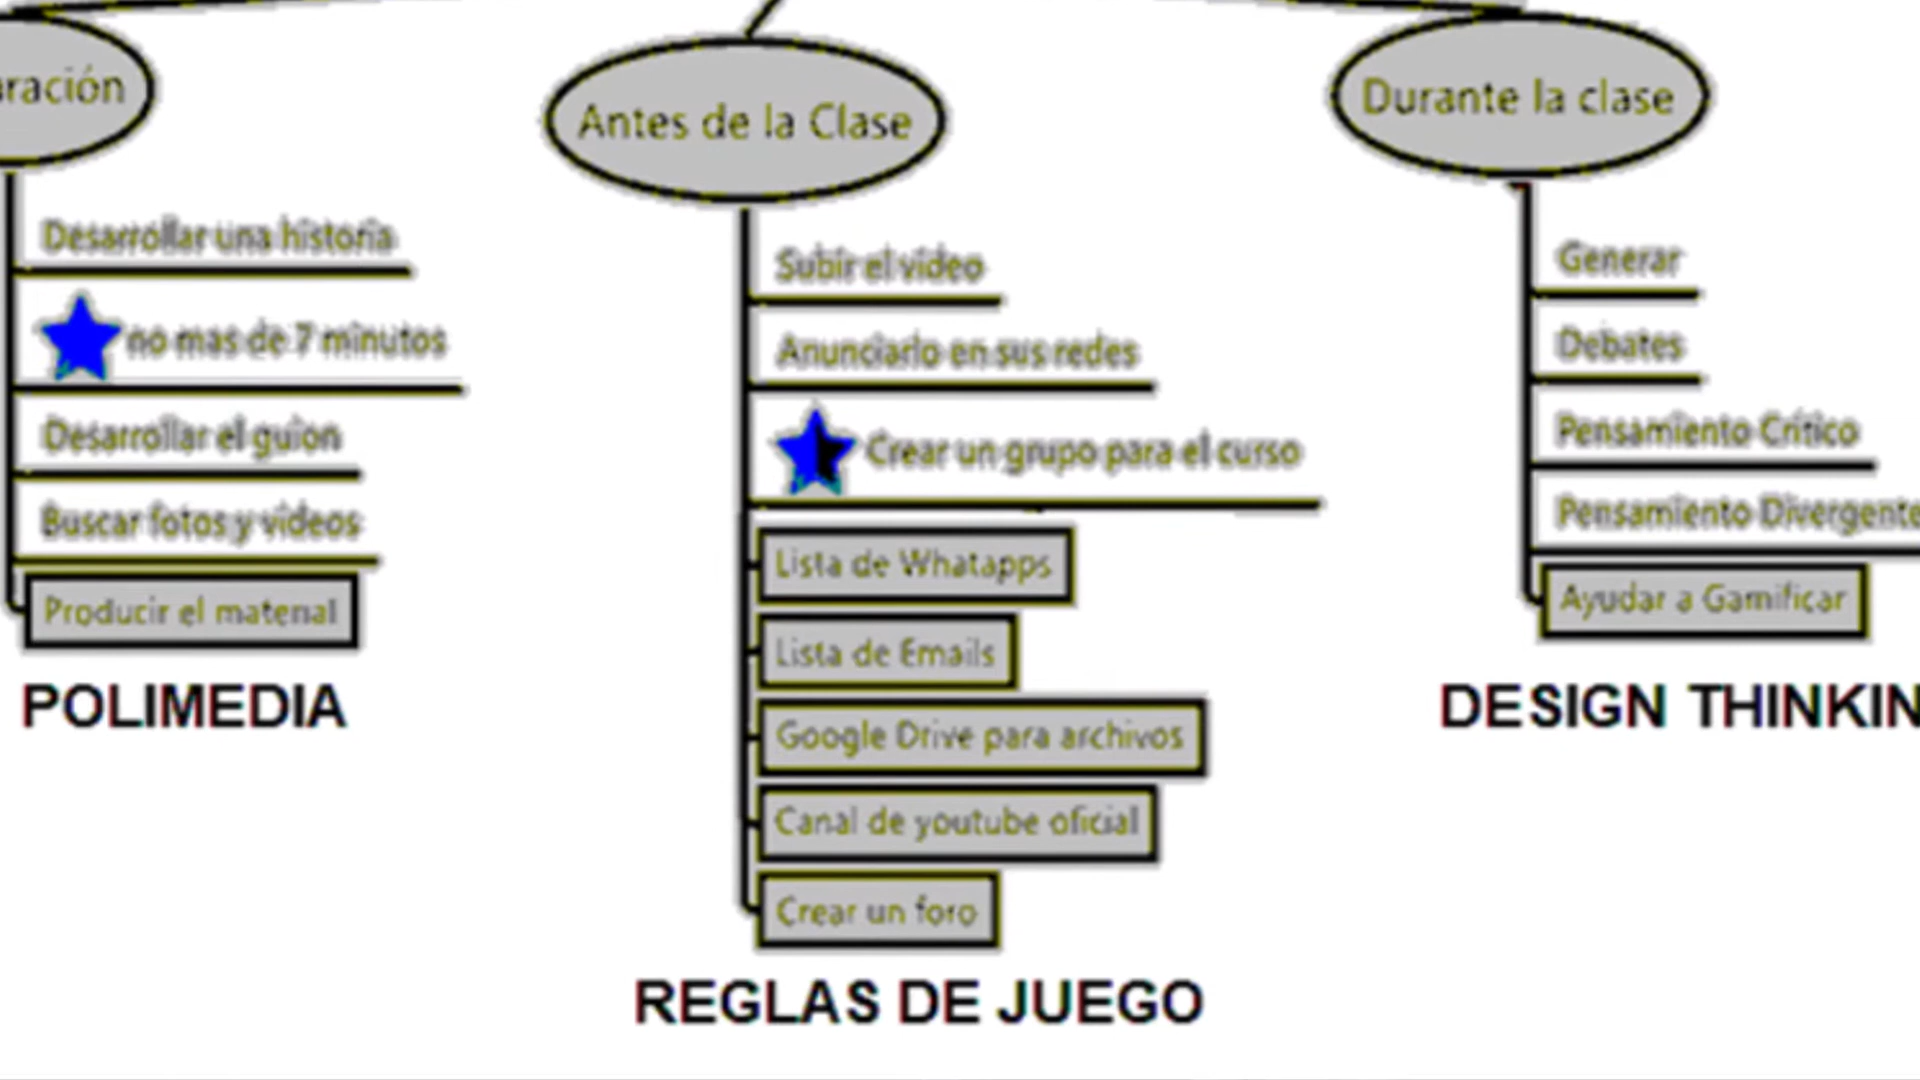 aración
Desarrollar una historia
no mas de 7 minutos
Desarrollar el guion
Buscar fotos y videos
Producir el material
POLIMEDIA
Antes de la Clase
Subir el video
Anunciarlo en sus redes
Crear un grupo para el curso
Lista de Whatapps
Lista de Emails
Google Drive para archivos
Canal de youtube oficial
Crear un foro
REGLAS DE JUEGO
Durante la clase
Generar
Debates
Pensamiento Crítico
Pensamiento Divergente
Ayudar a Gamificar
DESIGN THINKIN